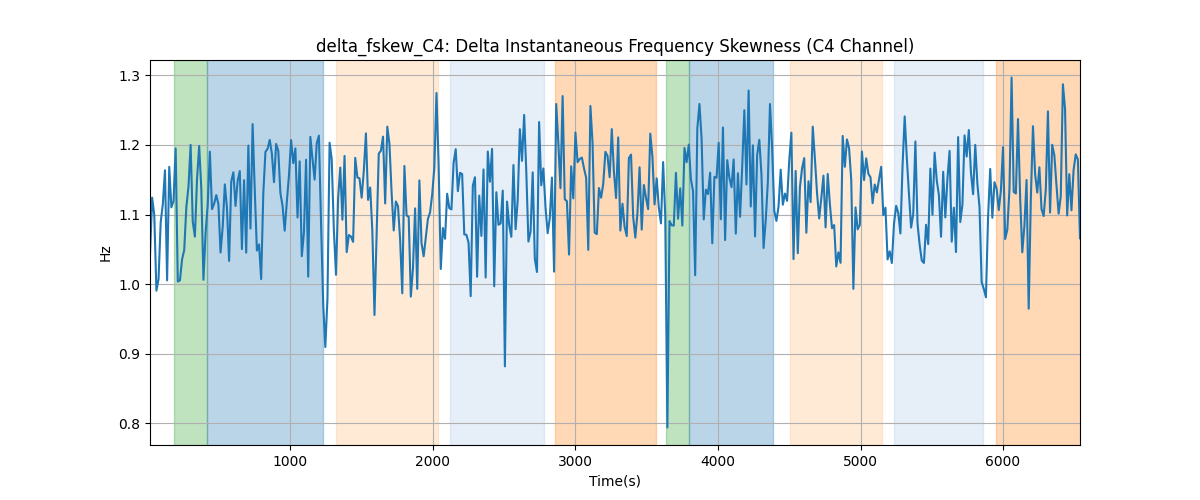 delta_fskew_C4: Delta Instantaneous Frequency Skewness (C4 Channel)
1.3
1.2
1.1
1.0
0.9
0.8
Hz
1000 2000 3000 4000 5000 6000
Time(s)